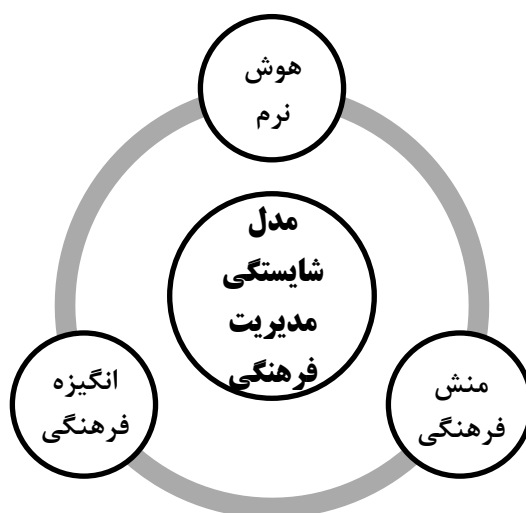 هوش
نرم
مدل
شایستگی
مدیریت
فرهنگی
منش
فرهنگی
انگیزه
فرهنگی